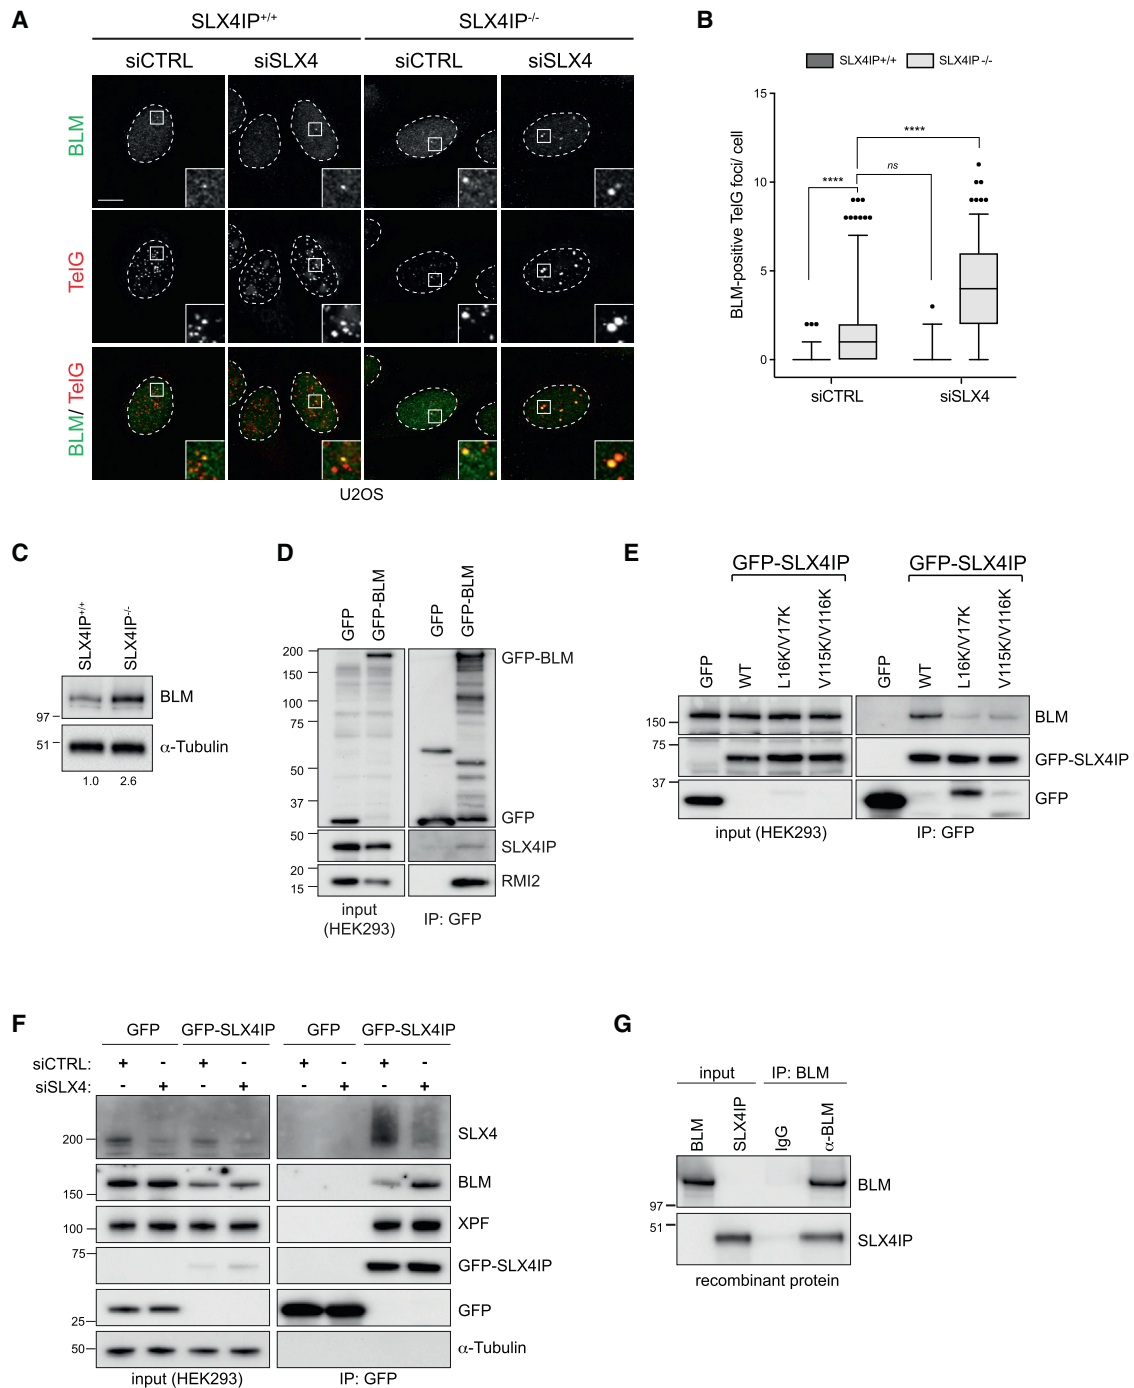 A
SLX4IP+/+
SLX4IP-/-
siCTRL
siSLX4
siCTRL
siSLX4
BLM
TelG
BLM/ TelG
U2OS
B
SLX4IP+/+
SLX4IP-/-
BLM-positive TelG foci/ cell
15
10
5
0
****
ns
****
siCTRL
siSLX4
C
SLX4IP+/+
SLX4IP-/-
97
BLM
51
α-Tubulin
1.0
2.6
D
GFP
GFP-BLM
GFP
GFP-BLM
200
150
100
75
50
37
GFP-BLM
GFP
50
SLX4IP
20
15
RMI2
input
(HEK293)
IP: GFP
E
GFP-SLX4IP
GFP-SLX4IP
GFP
WT
L16K/V17K
V115K/V116K
GFP
WT
L16K/V17K
V115K/V116K
150
BLM
75
GFP-SLX4IP
37
GFP
input (HEK293)
IP: GFP
F
GFP
GFP-SLX4IP
GFP
GFP-SLX4IP
siCTRL: + - + - + - + -
siSLX4: - + - + - + - +
200
SLX4
150
BLM
100
XPF
75
GFP-SLX4IP
25
GFP
50
α-Tubulin
input (HEK293)
IP: GFP
G
input
IP: BLM
BLM
SLX4IP
IgG
α-BLM
97
BLM
51
SLX4IP
recombinant protein